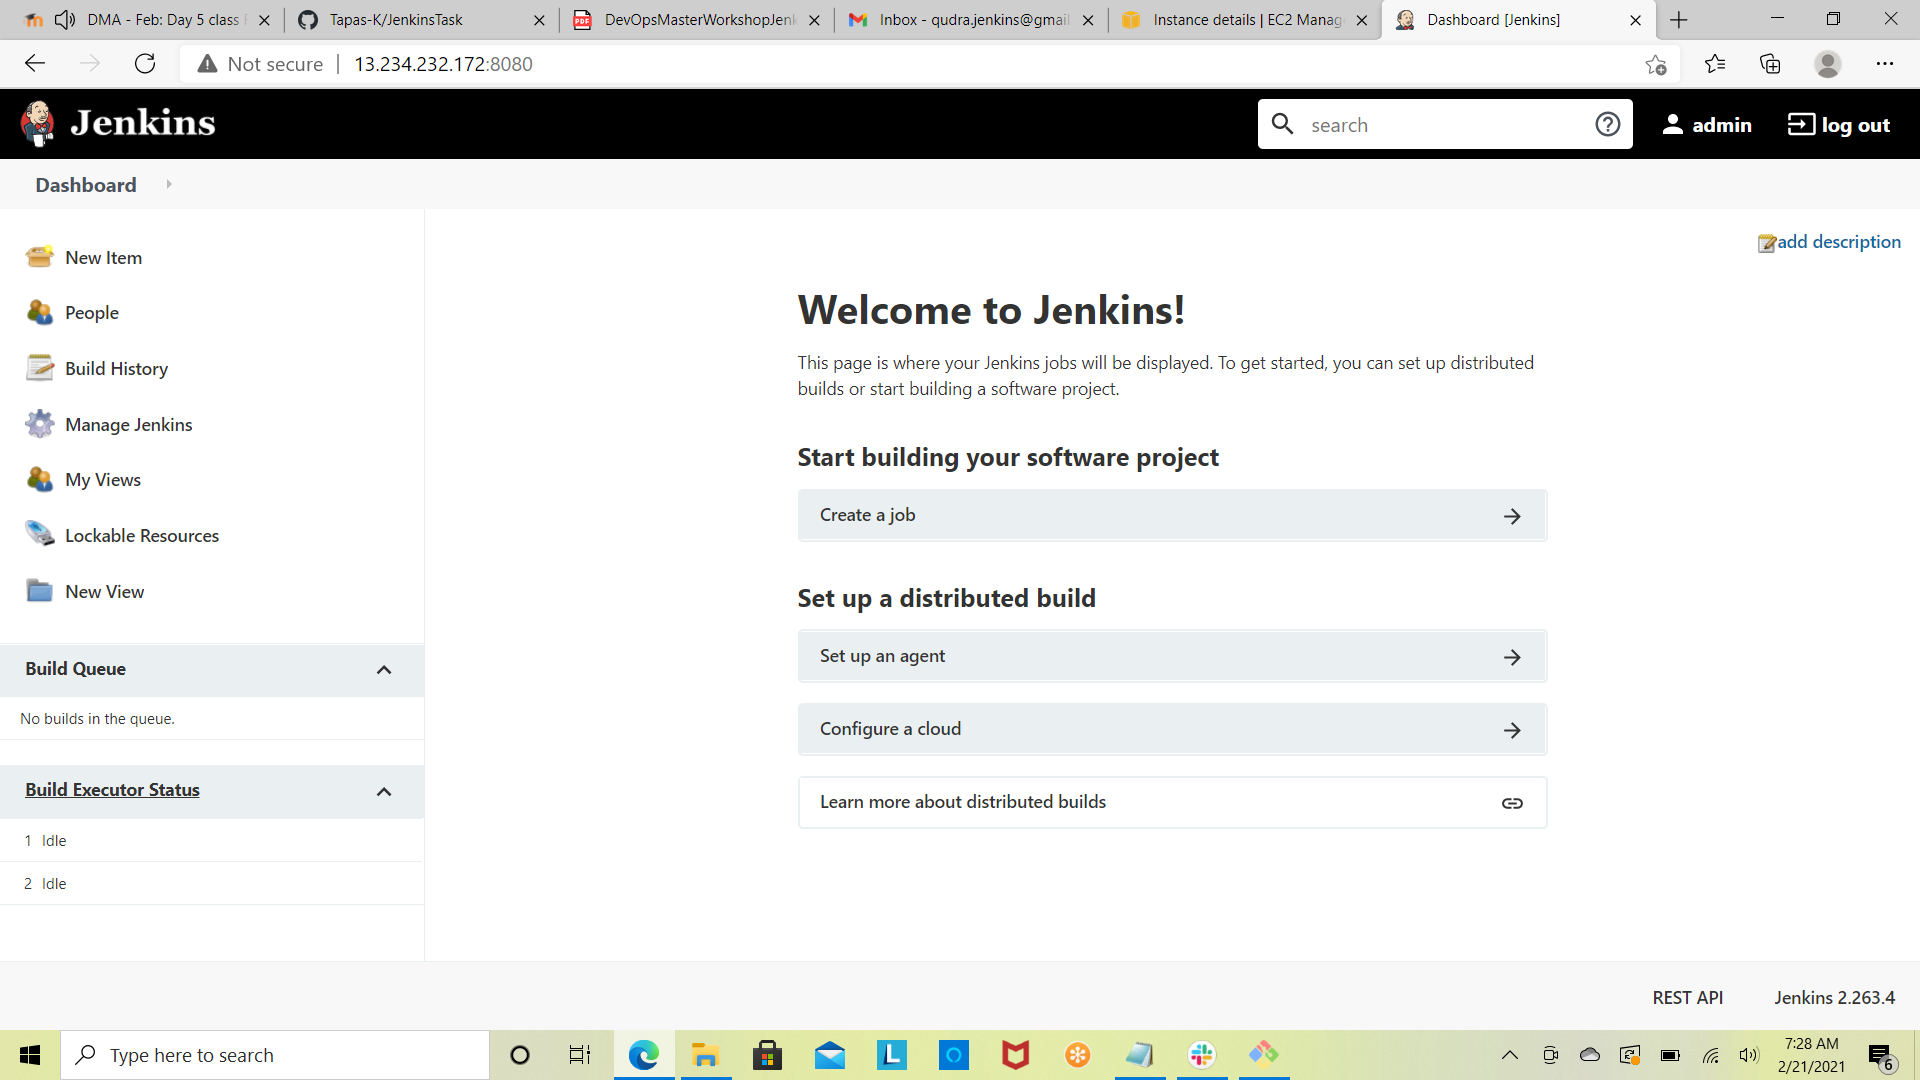 DMA - Feb: Day 5 class
Tapas-K/JenkinsTask
DevOpsMasterWorkshopJenk
Inbox - qudra.jenkins@gmail
Instance details | EC2 Manag
Dashboard [Jenkins]
Not secure
13.234.232.172:8080
Jenkins
search
admin
log out
Dashboard
add description
New Item
People
Build History
Manage Jenkins
My Views
Lockable Resources
New View
Build Queue
No builds in the queue.
Build Executor Status
1 Idle
2 Idle
Welcome to Jenkins!
This page is where your Jenkins jobs will be displayed. To get started, you can set up distributed
builds or start building a software project.
Start building your software project
Create a job
Set up a distributed build
Set up an agent
Configure a cloud
Learn more about distributed builds
REST API
Jenkins 2.263.4
Type here to search
L
7:28 AM
2/21/2021
6